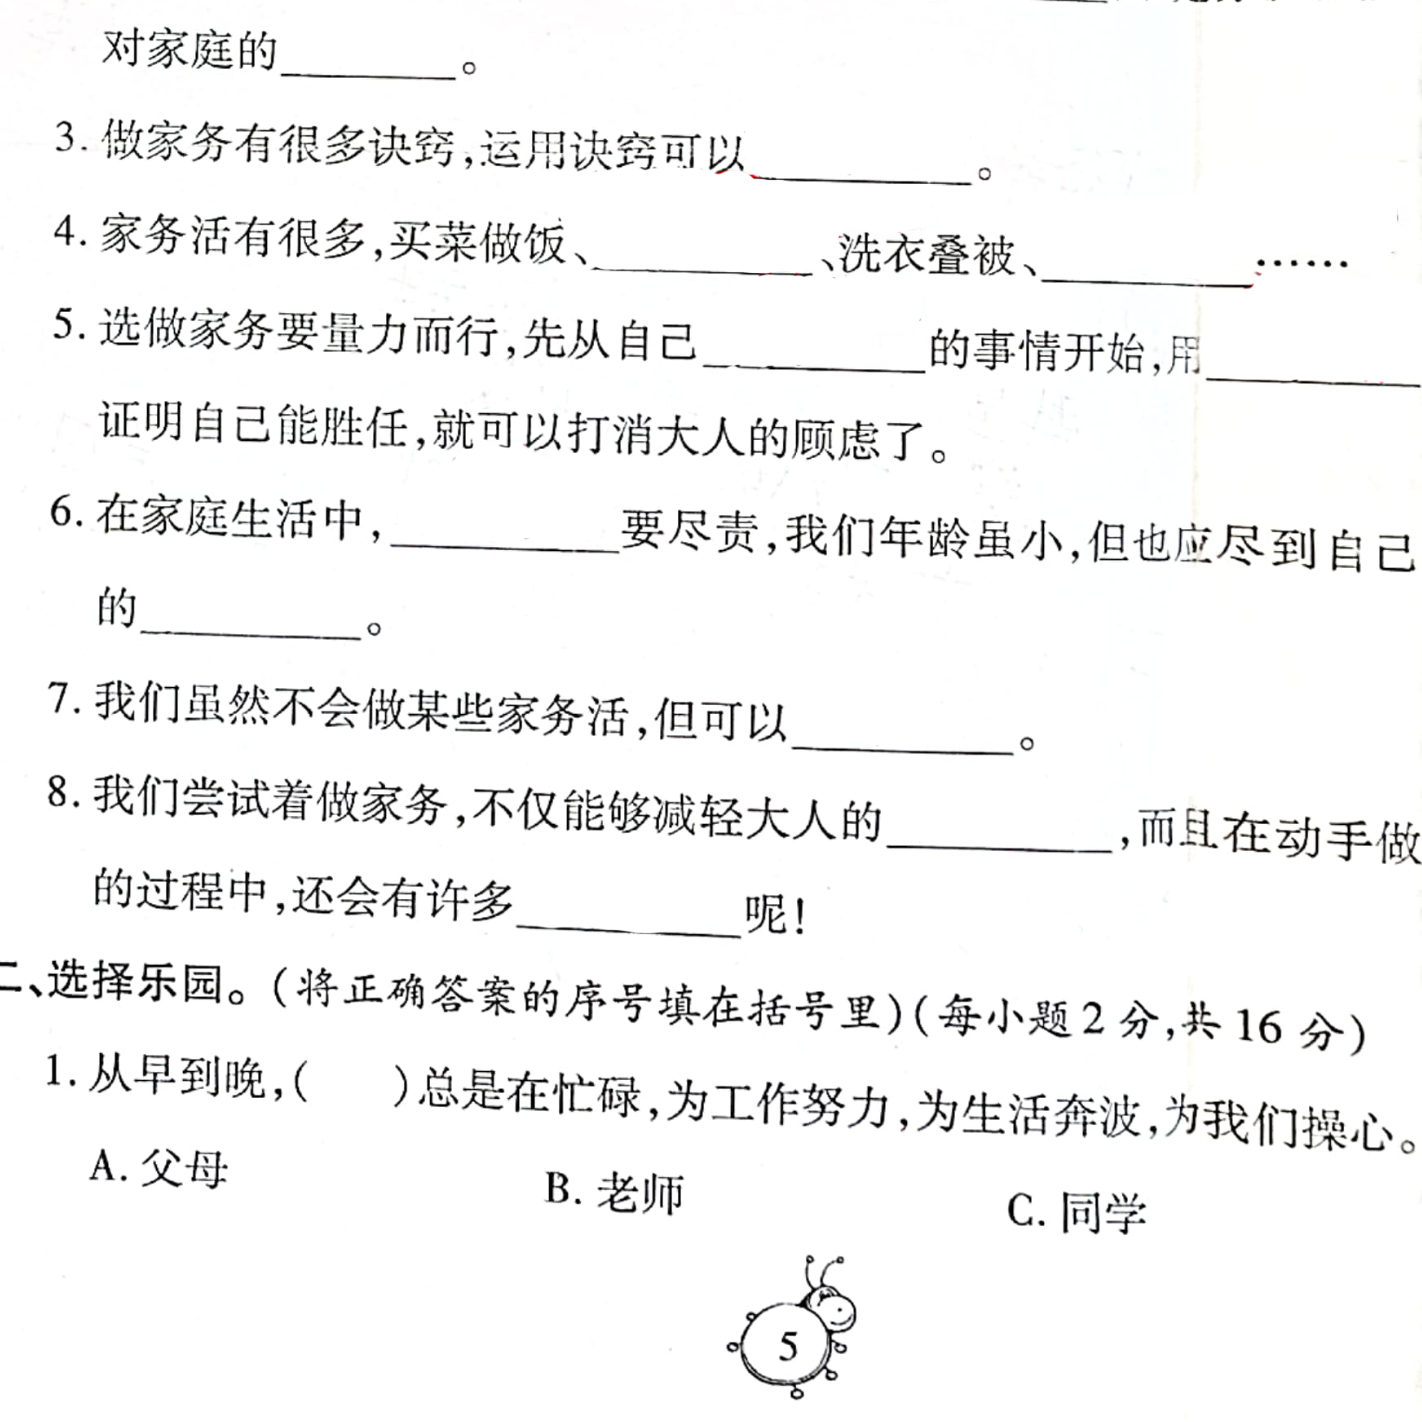 对家庭的________。
3. 做家务有很多诀窍,运用诀窍可以________。
4. 家务活有很多,买菜做饭、________、洗衣叠被、________……
5. 选做家务要量力而行,先从自己________的事情开始,用________
证明自己能胜任,就可以打消大人的顾虑了。
6. 在家庭生活中,________要尽责,我们年龄虽小,但也应尽到自己
的________。
7. 我们虽然不会做某些家务活,但可以________。
8. 我们尝试着做家务,不仅能够减轻大人的________,而且在动手做
的过程中,还会有许多________呢!
二、选择乐园。(将正确答案的序号填在括号里)(每小题2分,共16分)
1. 从早到晚,(    )总是在忙碌,为工作努力,为生活奔波,为我们操心。
A. 父母 B. 老师 C. 同学
5